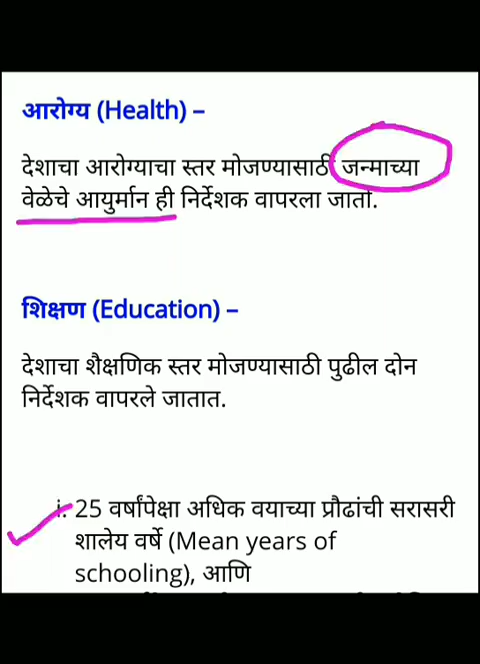 आरोग्य (Health) –
देशाचा आरोग्याचा स्तर मोजण्यासाठी जन्माच्या
वेळेचे आयुर्मान ही निर्देशक वापरला जातो.
शिक्षण (Education) –
देशाचा शैक्षणिक स्तर मोजण्यासाठी पुढील दोन
निर्देशक वापरले जातात.
i. 25 वर्षांपेक्षा अधिक वयाच्या प्रौढांची सरासरी
शालेय वर्षे (Mean years of
schooling), आणि